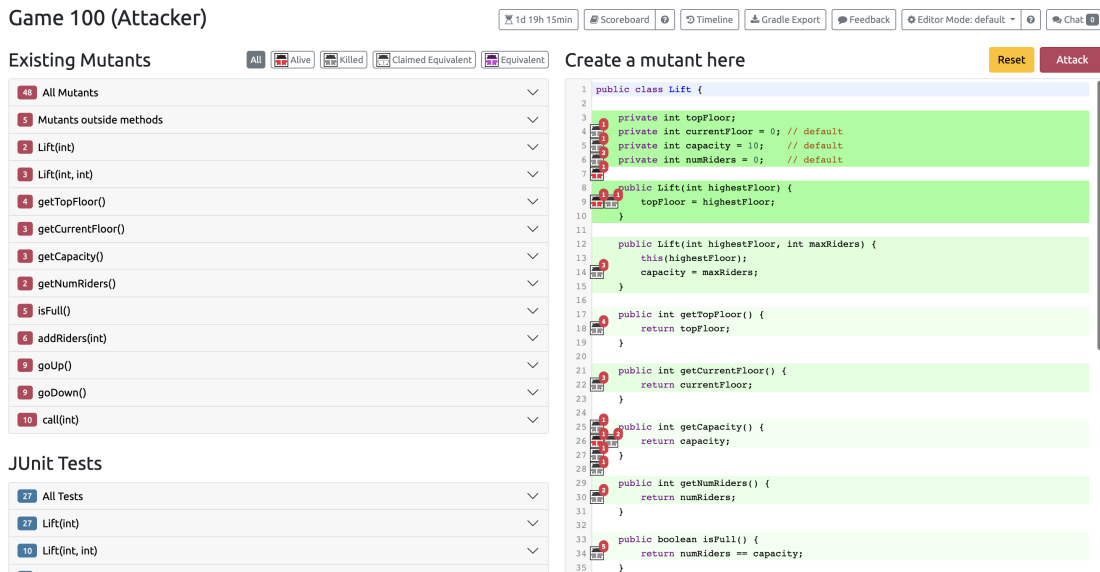 Game 100 (Attacker)
1d 19h 15min
Scoreboard
Timeline
Gradle Export
Feedback
Editor Mode: default
Chat 0
Existing Mutants
All
Alive
Killed
Claimed Equivalent
Equivalent
48 All Mutants
5 Mutants outside methods
2 Lift(int)
3 Lift(int, int)
4 getTopFloor()
3 getCurrentFloor()
3 getCapacity()
2 getNumRiders()
5 isFull()
6 addRiders(int)
9 goUp()
9 goDown()
10 call(int)
JUnit Tests
27 All Tests
27 Lift(int)
10 Lift(int, int)
Create a mutant here
Reset
Attack
1 public class Lift {
2
3 private int topFloor;
4 private int currentFloor = 0; // default
5 private int capacity = 10; // default
6 private int numRiders = 0; // default
7
8 public Lift(int highestFloor) {
9 topFloor = highestFloor;
10 }
11
12 public Lift(int highestFloor, int maxRiders) {
13 this(highestFloor);
14 capacity = maxRiders;
15 }
16
17 public int getTopFloor() {
18 return topFloor;
19 }
20
21 public int getCurrentFloor() {
22 return currentFloor;
23 }
24
25 public int getCapacity() {
26 return capacity;
27 }
28
29 public int getNumRiders() {
30 return numRiders;
31 }
32
33 public boolean isFull() {
34 return numRiders == capacity;
35 }